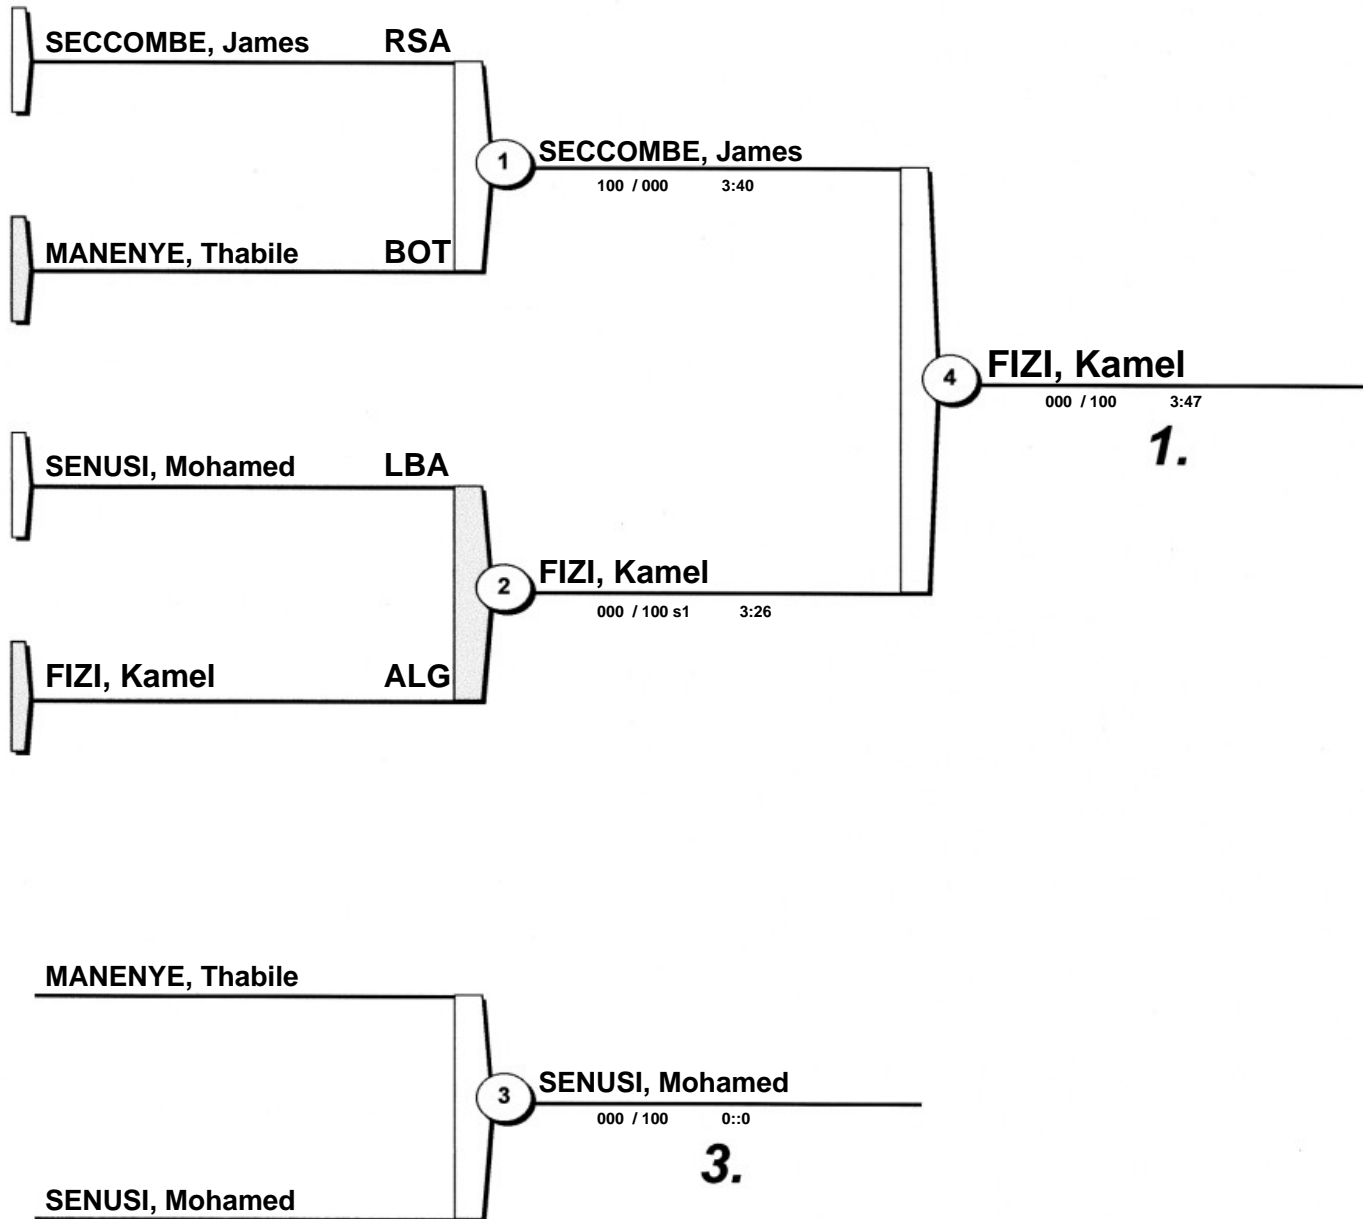 SECCOMBE, James RSA
1 SECCOMBE, James
100 / 000 3:40
MANENYE, Thabile BOT
4 FIZI, Kamel
000 / 100 3:47
1.
SENUSI, Mohamed LBA
2 FIZI, Kamel
000 / 100 s1 3:26
FIZI, Kamel ALG
MANENYE, Thabile
3 SENUSI, Mohamed
000 / 100 0::0
3.
SENUSI, Mohamed